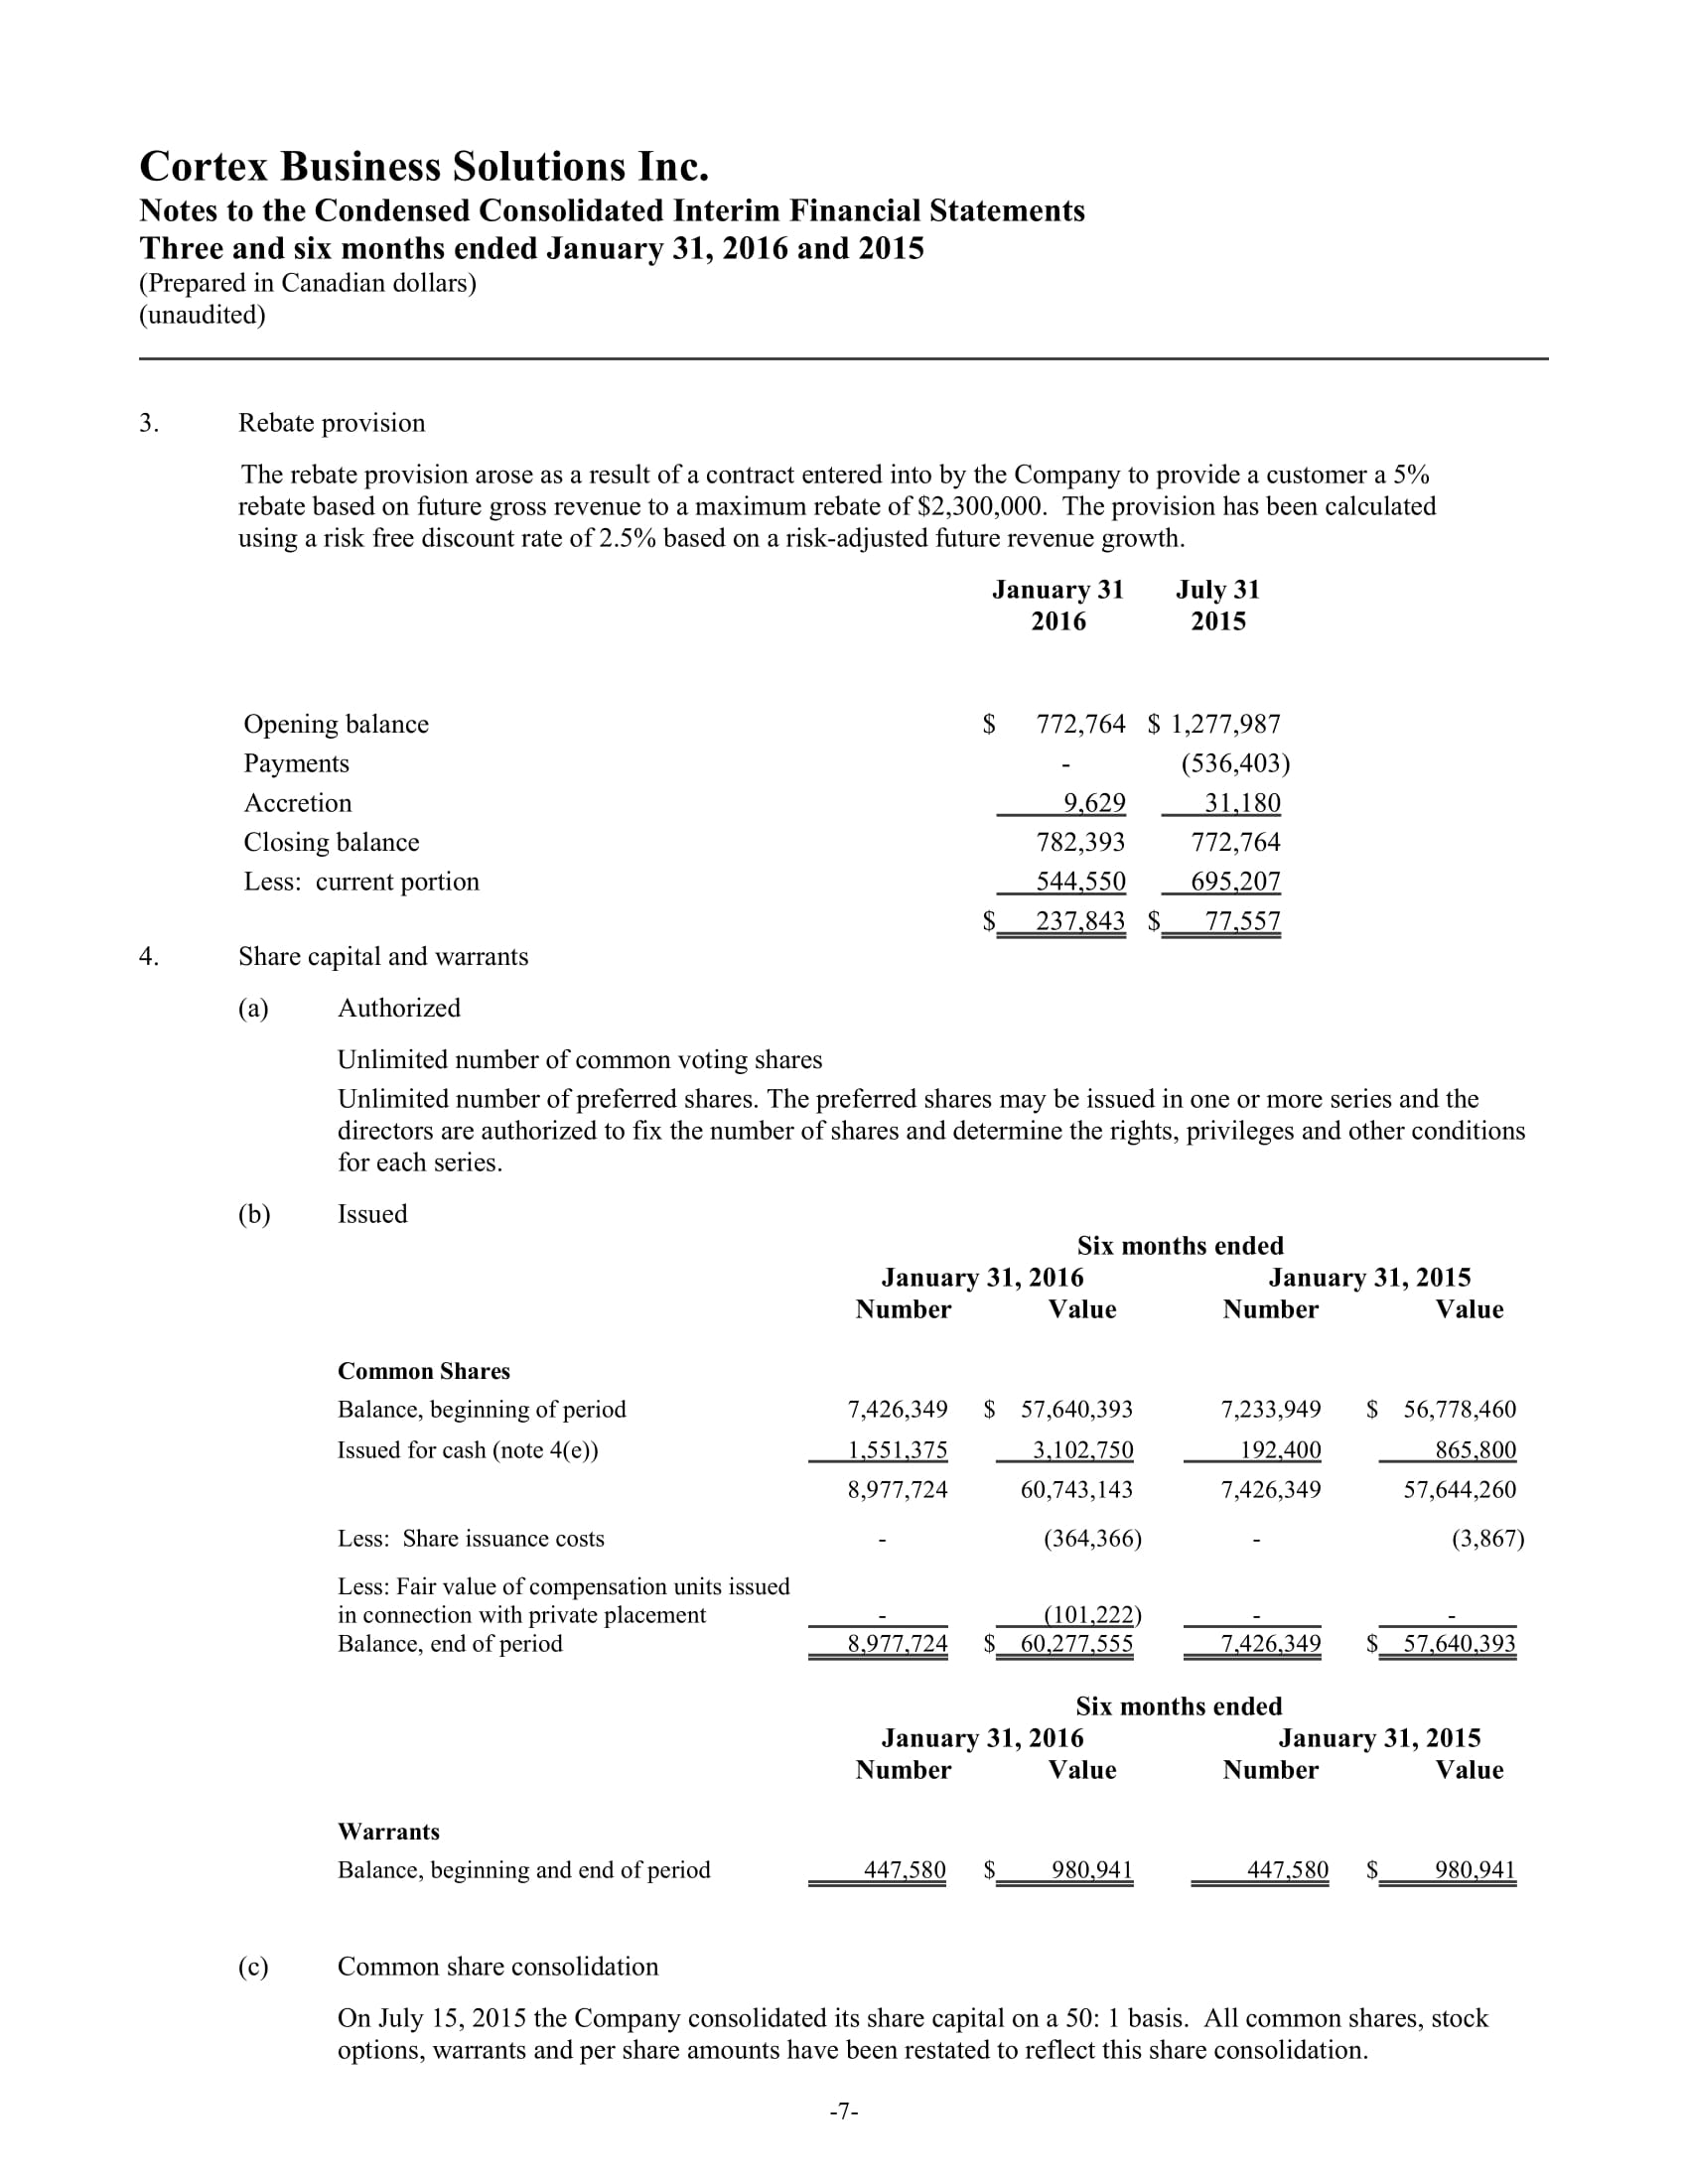 Cortex Business Solutions Inc.
Notes to the Condensed Consolidated Interim Financial Statements
Three and six months ended January 31, 2016 and 2015
(Prepared in Canadian dollars)
(unaudited)
3. Rebate provision
The rebate provision arose as a result of a contract entered into by the Company to provide a customer a 5%
rebate based on future gross revenue to a maximum rebate of $2,300,000. The provision has been calculated
using a risk free discount rate of 2.5% based on a risk-adjusted future revenue growth.
January 31 July 31
2016 2015
Opening balance $ 772,764 $ 1,277,987
Payments - (536,403)
Accretion 9,629 31,180
Closing balance 782,393 772,764
Less: current portion 544,550 695,207
$ 237,843 $ 77,557
4. Share capital and warrants
(a) Authorized
Unlimited number of common voting shares
Unlimited number of preferred shares. The preferred shares may be issued in one or more series and the
directors are authorized to fix the number of shares and determine the rights, privileges and other conditions
for each series.
(b) Issued
Six months ended
January 31, 2016 January 31, 2015
Number Value Number Value
Common Shares
Balance, beginning of period 7,426,349 $ 57,640,393 7,233,949 $ 56,778,460
Issued for cash (note 4(e)) 1,551,375 3,102,750 192,400 865,800
8,977,724 60,743,143 7,426,349 57,644,260
Less: Share issuance costs - (364,366) - (3,867)
Less: Fair value of compensation units issued
in connection with private placement - (101,222) - -
Balance, end of period 8,977,724 $ 60,277,555 7,426,349 $ 57,640,393
Six months ended
January 31, 2016 January 31, 2015
Number Value Number Value
Warrants
Balance, beginning and end of period 447,580 $ 980,941 447,580 $ 980,941
(c) Common share consolidation
On July 15, 2015 the Company consolidated its share capital on a 50: 1 basis. All common shares, stock
options, warrants and per share amounts have been restated to reflect this share consolidation.
-7-